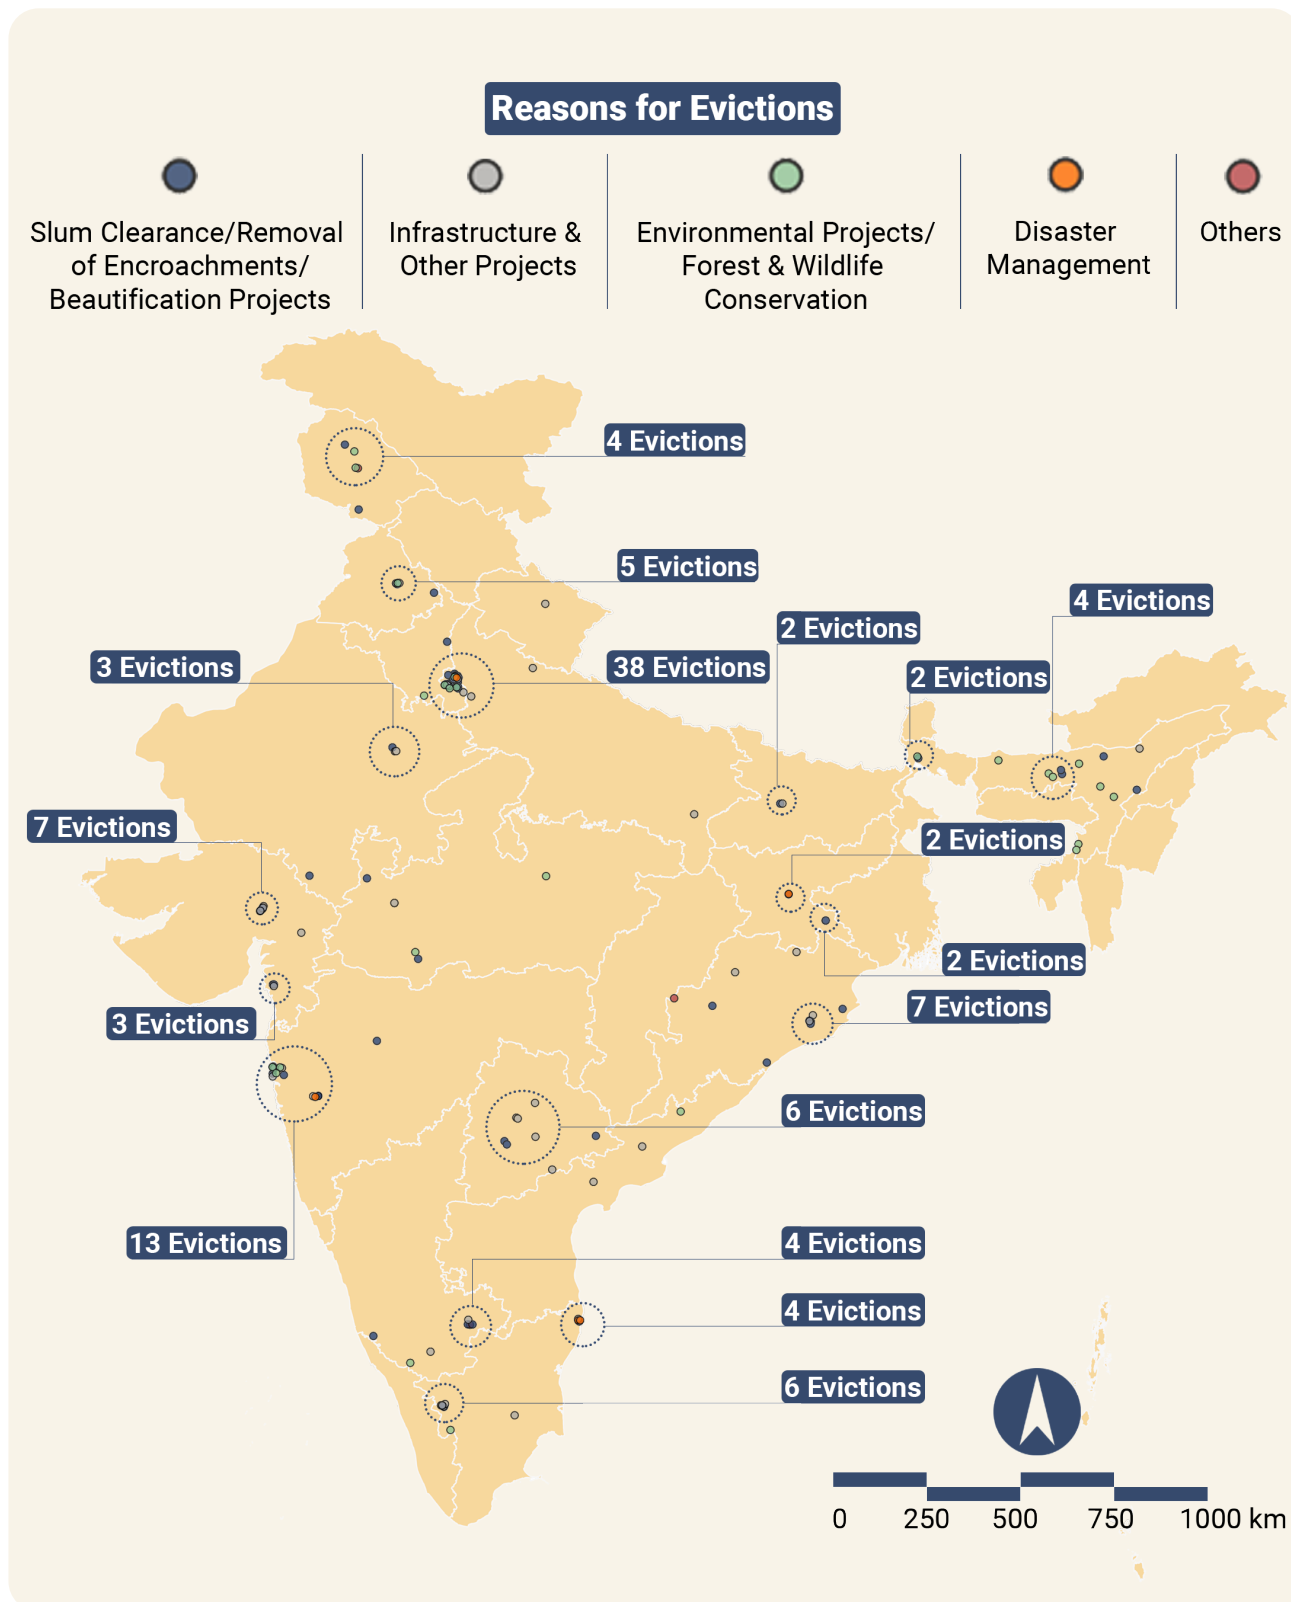 Reasons for Evictions
Slum Clearance/Removal
of Encroachments/
Beautification Projects
Infrastructure &
Other Projects
Environmental Projects/
Forest & Wildlife
Conservation
Disaster
Management
Others
4 Evictions
5 Evictions
4 Evictions
2 Evictions
3 Evictions
38 Evictions
2 Evictions
7 Evictions
2 Evictions
2 Evictions
7 Evictions
3 Evictions
6 Evictions
13 Evictions
4 Evictions
4 Evictions
6 Evictions
0 250 500 750 1000 km